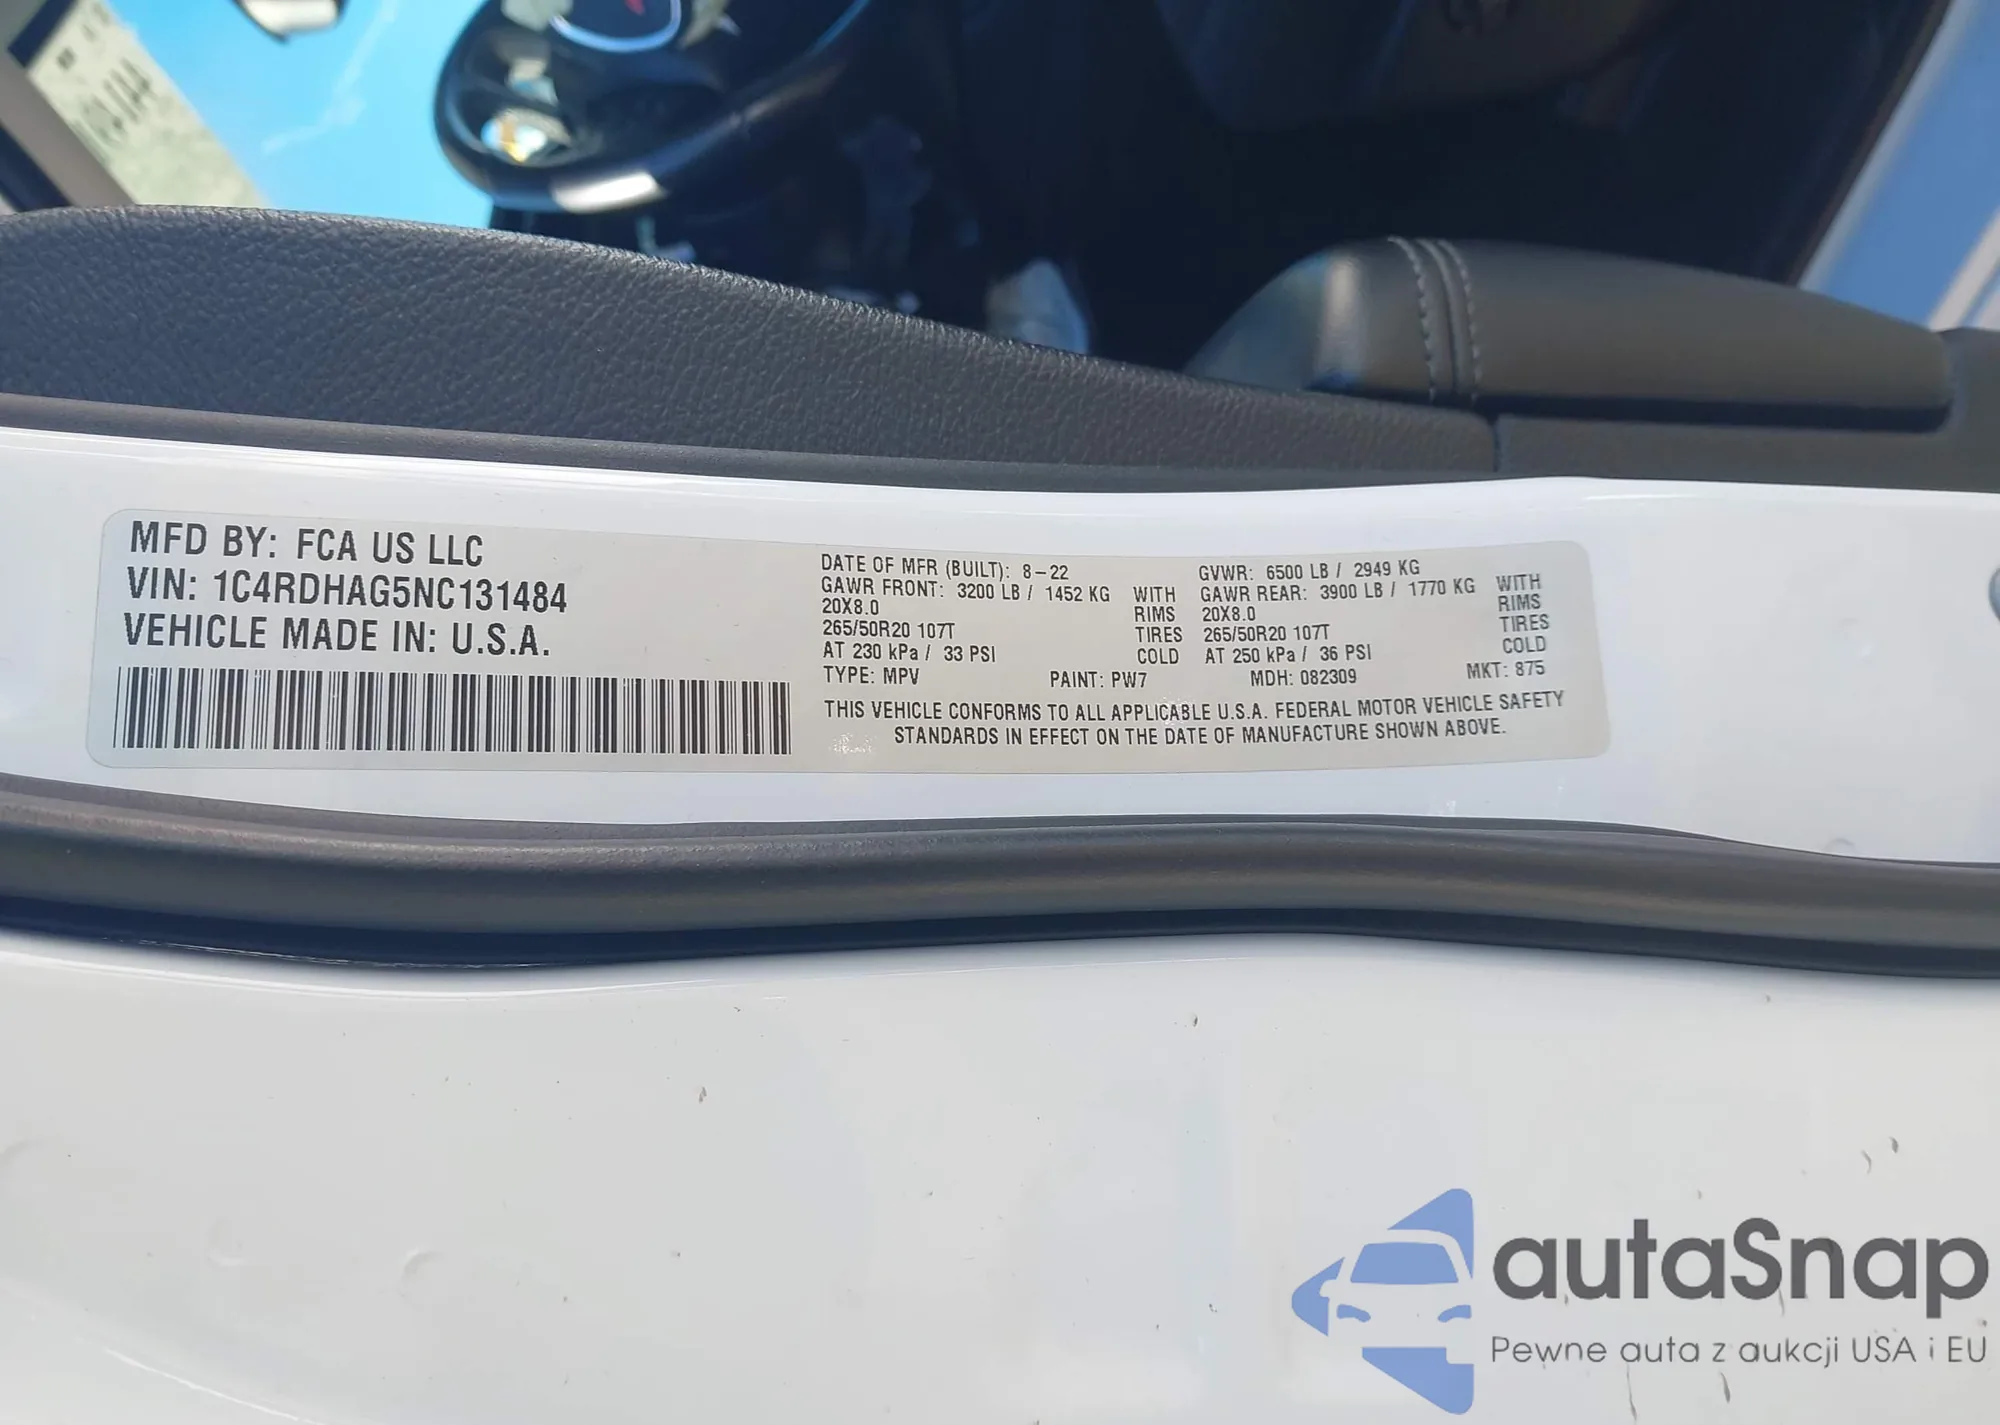 MFD BY: FCA US LLC
VIN: 1C4RDHAG5NC131484
VEHICLE MADE IN: U.S.A.
DATE OF MFR (BUILT): 8-22 GVWR: 6500 LB / 2949 KG
GAWR FRONT: 3200 LB / 1452 KG WITH GAWR REAR: 3900 LB / 1770 KG WITH
20X8.0 RIMS 20X8.0 RIMS
265/50R20 107T TIRES 265/50R20 107T TIRES
AT 230 kPa / 33 PSI COLD AT 250 kPa / 36 PSI COLD
TYPE: MPV PAINT: PW7 MDH: 082309 MKT: 875
THIS VEHICLE CONFORMS TO ALL APPLICABLE U.S.A. FEDERAL MOTOR VEHICLE SAFETY
STANDARDS IN EFFECT ON THE DATE OF MANUFACTURE SHOWN ABOVE.
autaSnap
Pewne auta z aukcji USA i EU